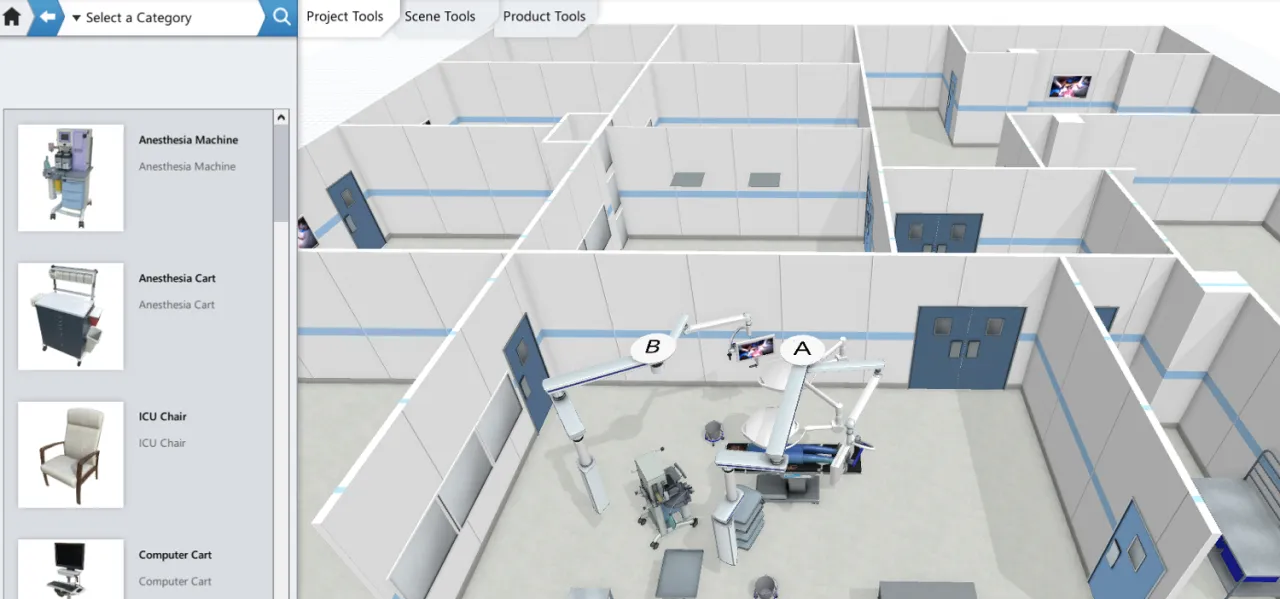 Select a Category
Project Tools
Scene Tools
Product Tools
Anesthesia Machine
Anesthesia Machine
Anesthesia Cart
Anesthesia Cart
ICU Chair
ICU Chair
Computer Cart
Computer Cart
B
A